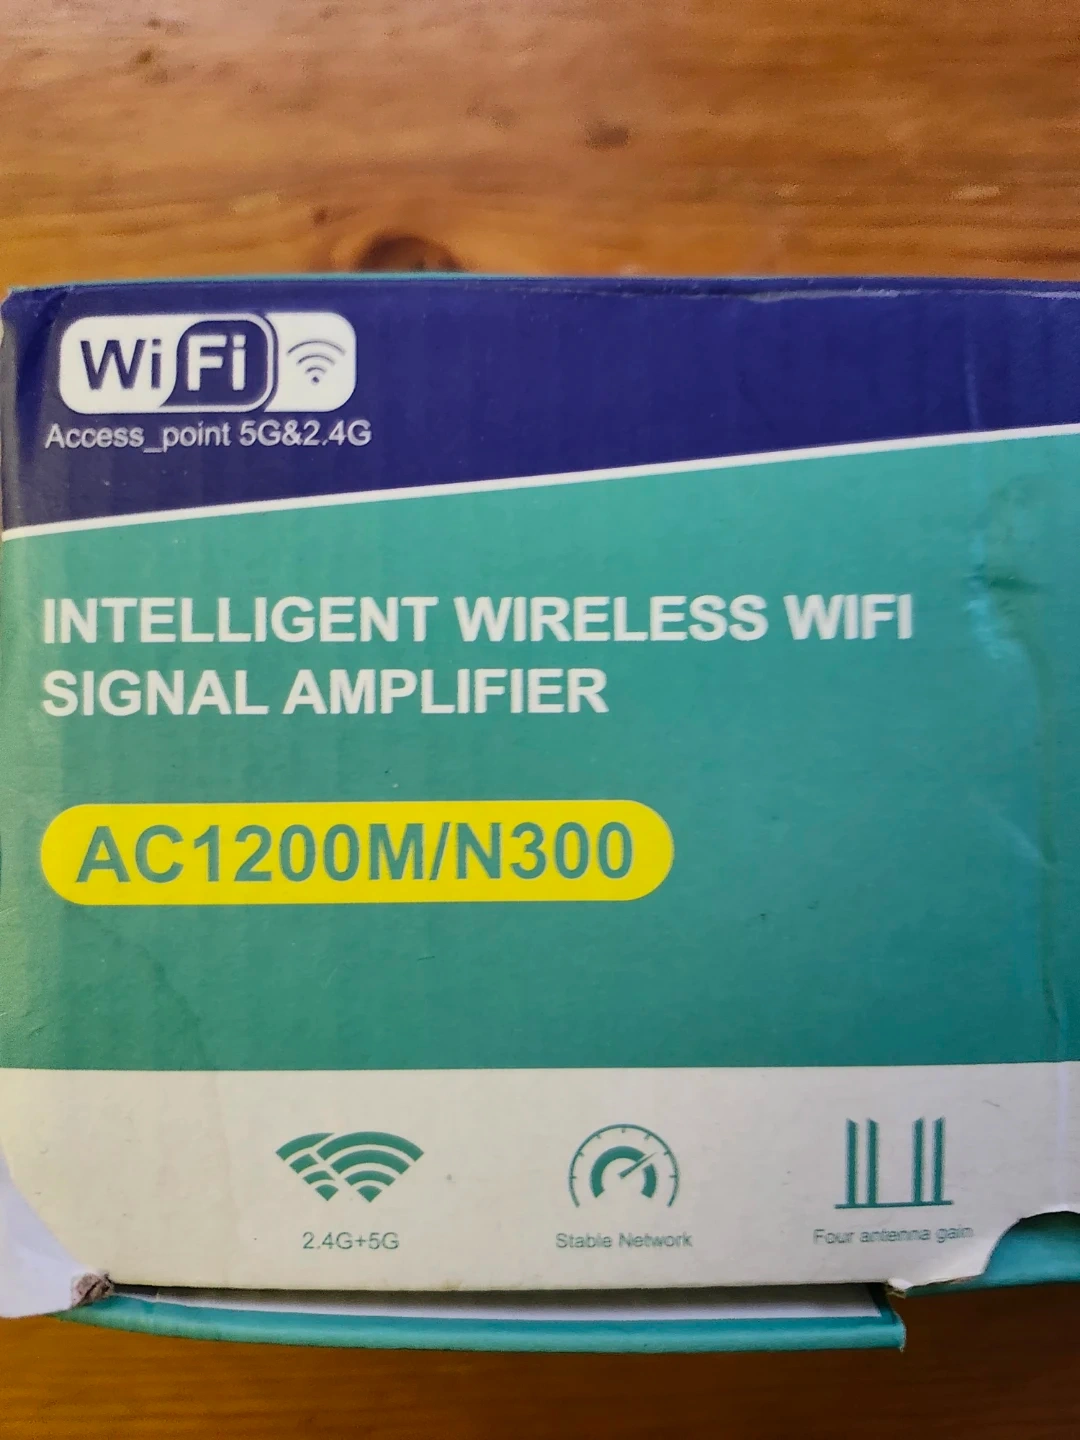 WiFi
Access_point 5G&2.4G
INTELLIGENT WIRELESS WIFI
SIGNAL AMPLIFIER
AC1200M/N300
2.4G+5G
Stable Network
Four antenna gain